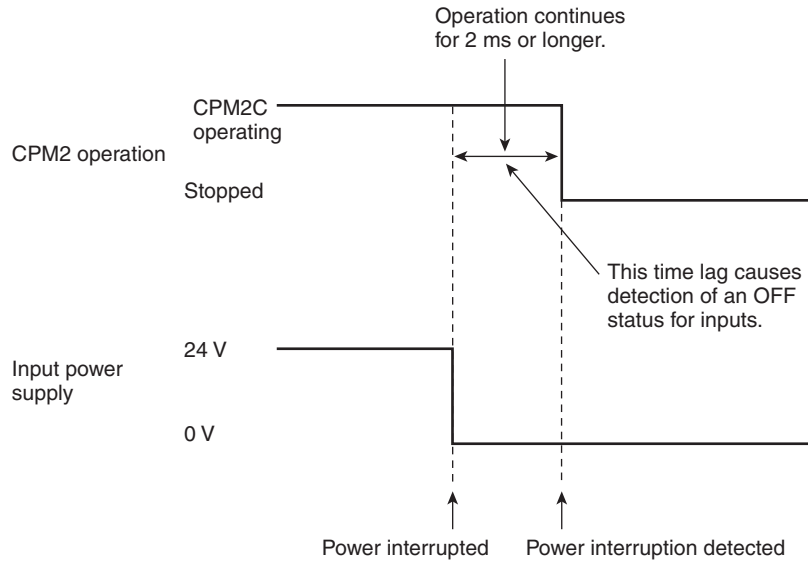 Operation continues
for 2 ms or longer.
CPM2C
operating
CPM2 operation
Stopped
This time lag causes
detection of an OFF
status for inputs.
24 V
Input power
supply
0 V
Power interrupted
Power interruption detected